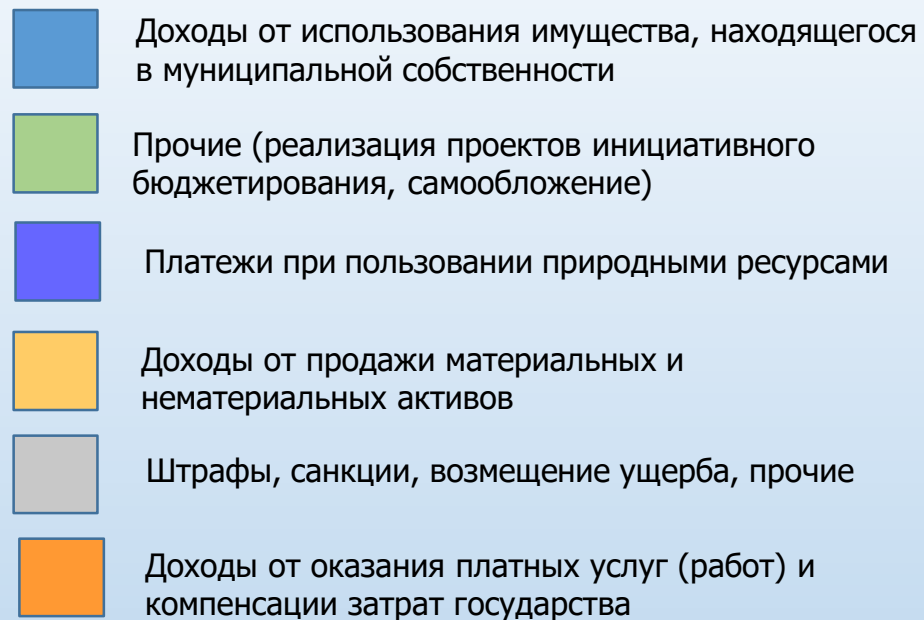 Доходы от использования имущества, находящегося
в муниципальной собственности
Прочие (реализация проектов инициативного
бюджетирования, самообложение)
Платежи при пользовании природными ресурсами
Доходы от продажи материальных и
нематериальных активов
Штрафы, санкции, возмещение ущерба, прочие
Доходы от оказания платных услуг (работ) и
компенсации затрат государства